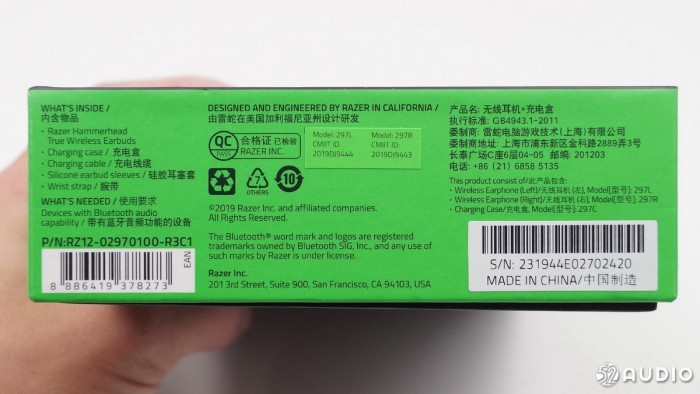 WHAT'S INSIDE /
内含物品
• Razer Hammerhead
True Wireless Earbuds
• Charging case / 充电盒
• Charging cable / 充电线缆
• Silicone earbud sleeves / 硅胶耳塞套
• Wrist strap / 腕带
WHAT'S NEEDED / 使用要求
Devices with Bluetooth audio
capability / 带有蓝牙音频功能的设备
P/N:RZ12-02970100-R3C1
EAN
8 886419 378273
DESIGNED AND ENGINEERED BY RAZER IN CALIFORNIA /
由雷蛇在美国加利福尼亚州设计研发
QC
PASS
合格证 已检验
RAZER INC.
Model: 297L
CMIIT ID:
2019DJ9444
Model: 297R
CMIIT ID:
2019DJ9443
7
OTHERS
10
©2019 Razer Inc. and affiliated companies.
All Rights Reserved.
The Bluetooth® word mark and logos are registered
trademarks owned by Bluetooth SIG, Inc., and any use of
such marks by Razer is under license.
Razer Inc.
201 3rd Street, Suite 900, San Francisco, CA 94103, USA
产品名: 无线耳机+充电盒
执行标准: GB4943.1-2011
委制商: 雷蛇电脑游戏技术(上海)有限公司
地址: 上海市浦东新区金科路2889弄3号
长泰广场C座6层04-05 邮编: 201203
电话: +86 (21) 6858 5135
This product consist of/此产品包含:
• Wireless Earphone (Left)/无线耳机 (左), Model[型号]: 297L
• Wireless Earphone (Right)/无线耳机 (右), Model[型号]: 297R
• Charging Case/充电盒, Model[型号]: 297C
S/N: 231944E02702420
MADE IN CHINA/中国制造
52 AUDIO